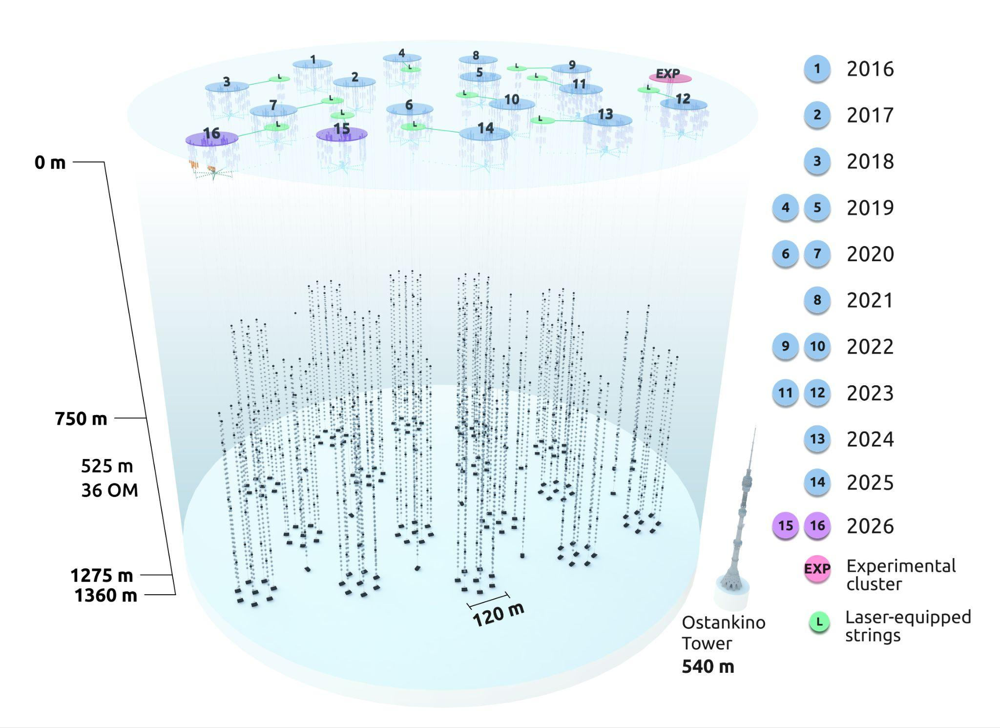 4
8
1
9
5
L
L
EXP
L
2
L
3
11
L
L
12
L
10
7
6
L
13
L
L
L
15
14
16
0 m
750 m
525 m
36 OM
1275 m
1360 m
120 m
Ostankino
Tower
540 m
1 2016
2 2017
3 2018
4 5 2019
6 7 2020
8 2021
9 10 2022
11 12 2023
13 2024
14 2025
15 16 2026
EXP Experimental
cluster
L Laser-equipped
strings